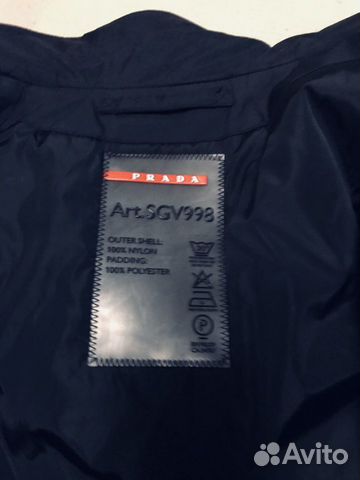 PRADA
Art.SGV998
OUTER SHELL:
100% NYLON
PADDING:
100% POLYESTER
P
Avito